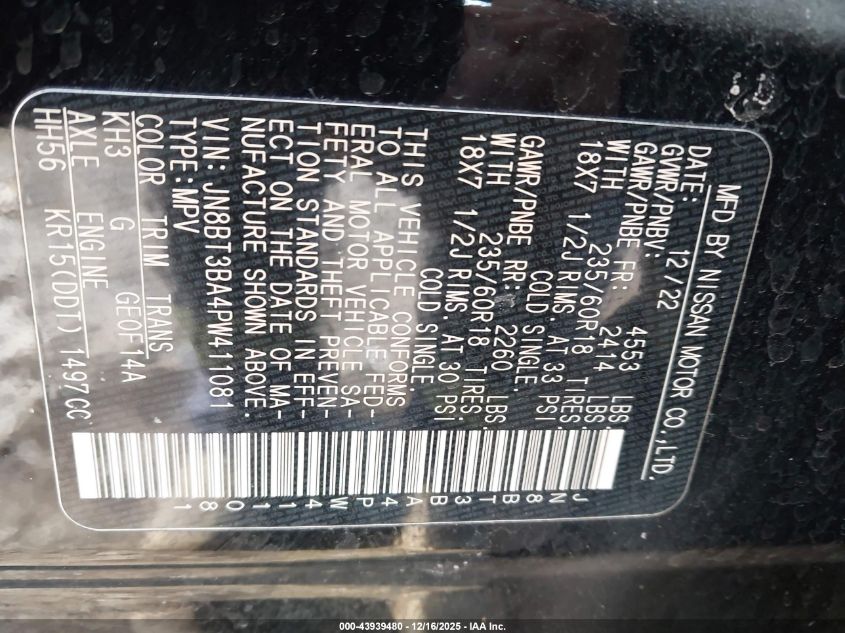 MFD BY NISSAN MOTOR CO.,LTD.
DATE: 12/22
GVWR/PNBV: 4553 LBS.
GAWR/PNBE FR: 2414 LBS.
WITH 235/60R18 TIRES.
18X7 1/2J RIMS. AT 33 PSI
COLD SINGLE.
GAWR/PNBE RR: 2260 LBS.
WITH 235/60R18 TIRES.
18X7 1/2J RIMS. AT 30 PSI
COLD SINGLE.
THIS VEHICLE CONFORMS
TO ALL APPLICABLE FED-
ERAL MOTOR VEHICLE SA-
FETY AND THEFT PREVEN-
TION STANDARDS IN EFF-
ECT ON THE DATE OF MA-
NUFACTURE SHOWN ABOVE.
VIN: JN8BT3BA4PW411081
TYPE: MPV
COLOR TRIM TRANS
KH3 G GE0F14A
AXLE ENGINE
HH56 KR15(DDT) 1497CC
JN8BT3BA4PW411081
000-43939480 - 12/16/2025 - IAA Inc.